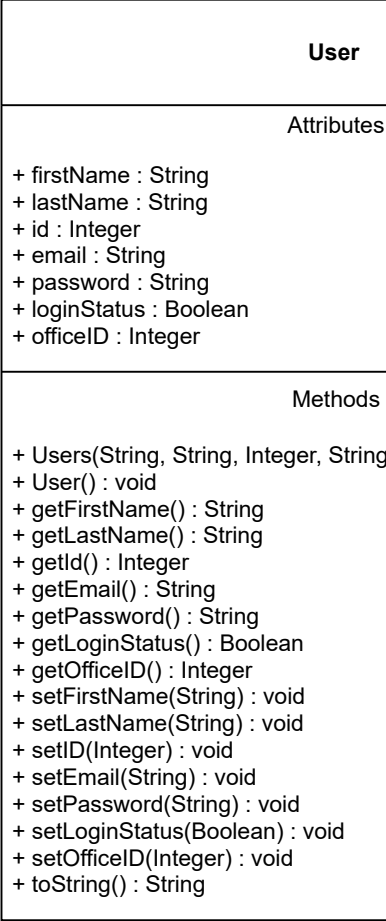 User
Attributes
+ firstName : String
+ lastName : String
+ id : Integer
+ email : String
+ password : String
+ loginStatus : Boolean
+ officeID : Integer
Methods
+ Users(String, String, Integer, String
+ User() : void
+ getFirstName() : String
+ getLastName() : String
+ getId() : Integer
+ getEmail() : String
+ getPassword() : String
+ getLoginStatus() : Boolean
+ getOfficeID() : Integer
+ setFirstName(String) : void
+ setLastName(String) : void
+ setID(Integer) : void
+ setEmail(String) : void
+ setPassword(String) : void
+ setLoginStatus(Boolean) : void
+ setOfficeID(Integer) : void
+ toString() : String